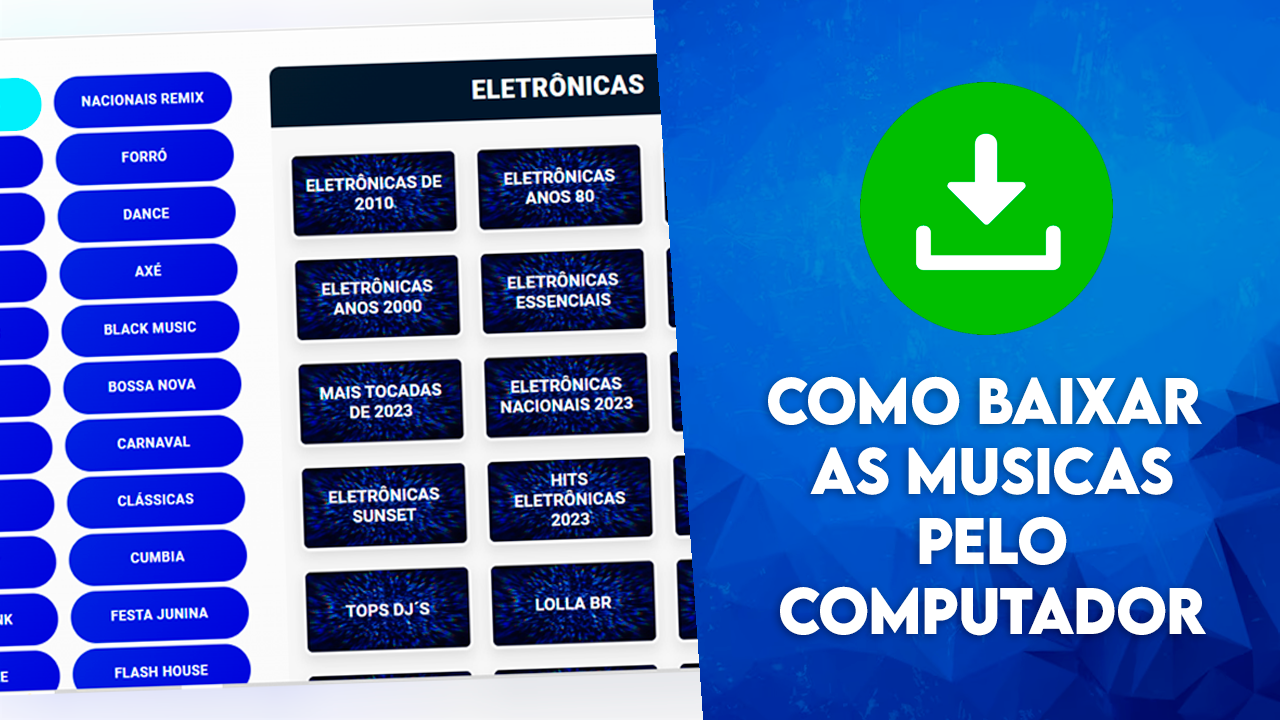 NACIONAIS REMIX
FORRÓ
DANCE
AXÉ
BLACK MUSIC
BOSSA NOVA
CARNAVAL
CLÁSSICAS
CUMBIA
FESTA JUNINA
FLASH HOUSE
ELETRÔNICAS
ELETRÔNICAS DE
2010
ELETRÔNICAS
ANOS 80
ELETRÔNICAS
ANOS 2000
ELETRÔNICAS
ESSENCIAIS
MAIS TOCADAS
DE 2023
ELETRÔNICAS
NACIONAIS 2023
ELETRÔNICAS
SUNSET
HITS
ELETRÔNICAS
2023
TOPS DJ´S
LOLLA BR
COMO BAIXAR
AS MUSICAS
PELO
COMPUTADOR